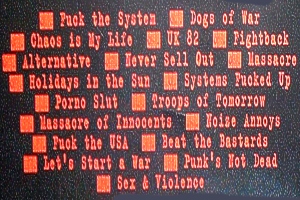 Fuck the System Dogs of War
Chaos is My Life UK 82 Fightback
Alternative Never Sell Out Massacre
Holidays in the Sun Systems Fucked Up
Porno Slut Troops of Tomorrow
Massacre of Innocents Noize Annoys
Fuck the USA Beat the Bastards
Let's Start a War Punk's Not Dead
Sex & Violence